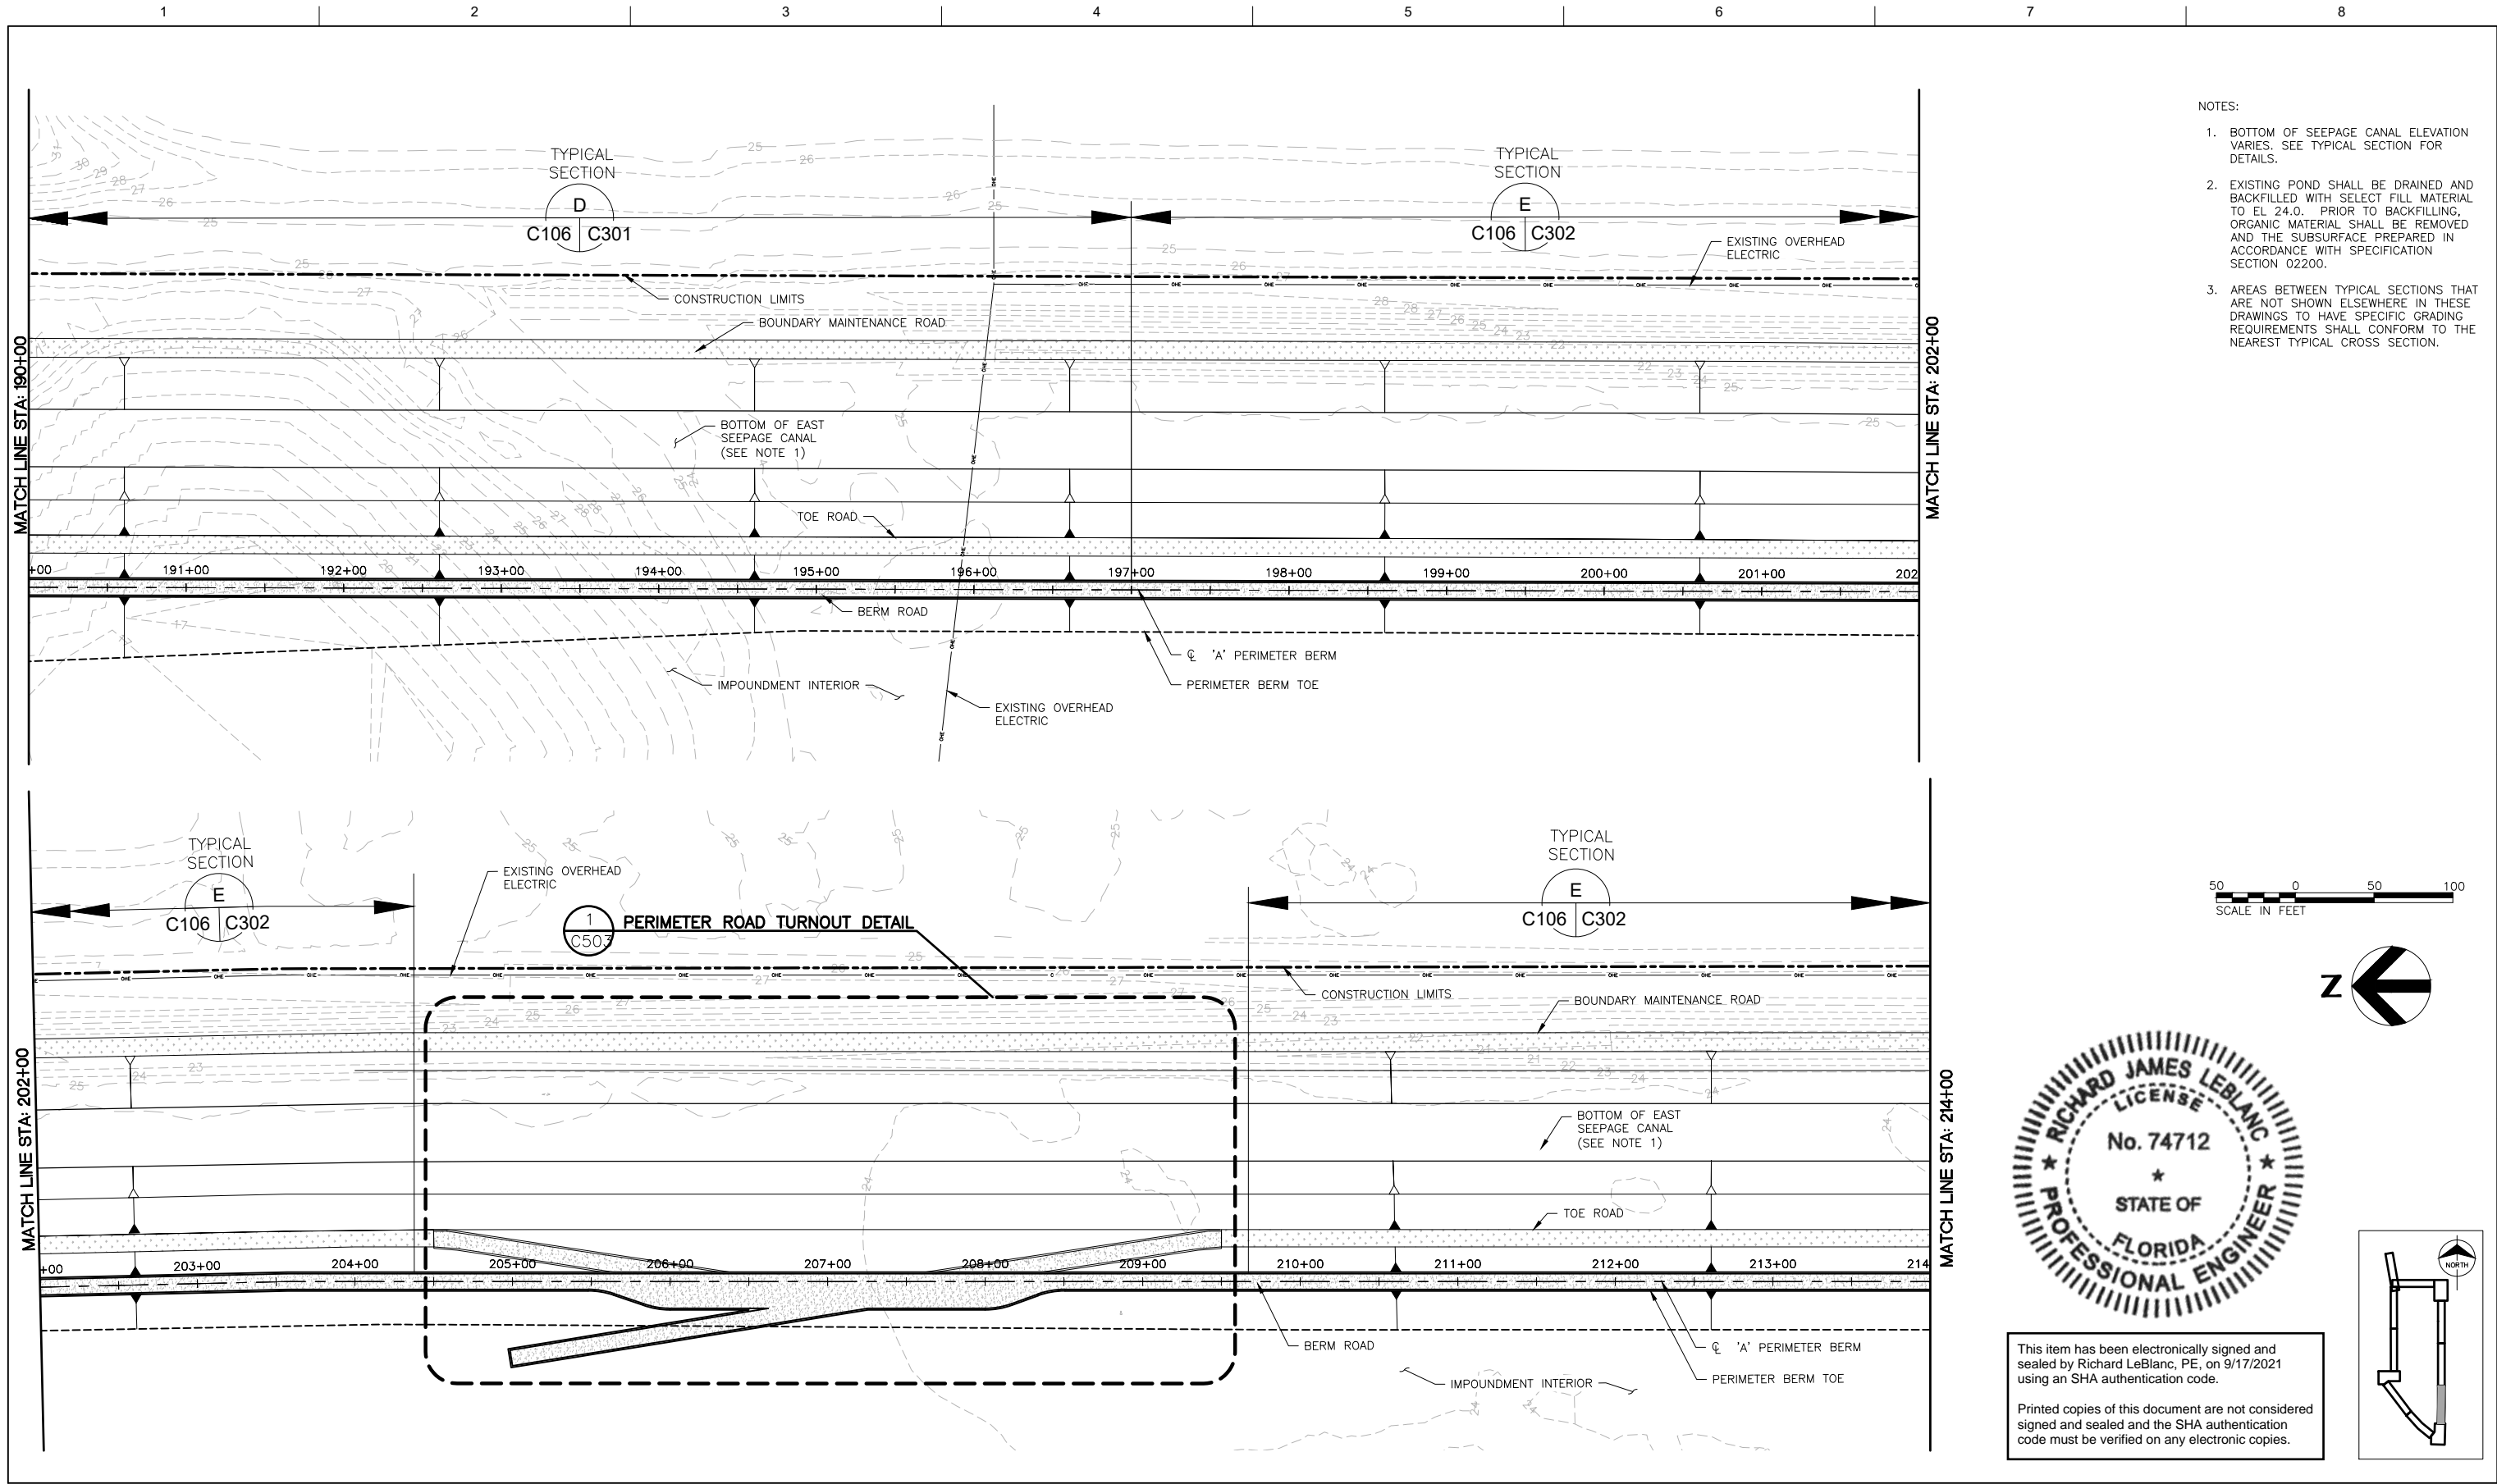 1 2 3 4 5 6 7 8
NOTES:
1. BOTTOM OF SEEPAGE CANAL ELEVATION
VARIES. SEE TYPICAL SECTION FOR
DETAILS.
2. EXISTING POND SHALL BE DRAINED AND
BACKFILLED WITH SELECT FILL MATERIAL
TO EL 24.0. PRIOR TO BACKFILLING,
ORGANIC MATERIAL SHALL BE REMOVED
AND THE SUBSURFACE PREPARED IN
ACCORDANCE WITH SPECIFICATION
SECTION 02200.
3. AREAS BETWEEN TYPICAL SECTIONS THAT
ARE NOT SHOWN ELSEWHERE IN THESE
DRAWINGS TO HAVE SPECIFIC GRADING
REQUIREMENTS SHALL CONFORM TO THE
NEAREST TYPICAL CROSS SECTION.
MATCH LINE STA: 190+00
TYPICAL
SECTION
D
C106 C301
TYPICAL
SECTION
E
C106 C302
EXISTING OVERHEAD
ELECTRIC
CONSTRUCTION LIMITS
BOUNDARY MAINTENANCE ROAD
BOTTOM OF EAST
SEEPAGE CANAL
(SEE NOTE 1)
TOE ROAD
+00 191+00 192+00 193+00 194+00 195+00 196+00 197+00 198+00 199+00 200+00 201+00 202
BERM ROAD
℄ 'A' PERIMETER BERM
PERIMETER BERM TOE
IMPOUNDMENT INTERIOR
EXISTING OVERHEAD
ELECTRIC
MATCH LINE STA: 202+00
MATCH LINE STA: 202+00
TYPICAL
SECTION
E
C106 C302
EXISTING OVERHEAD
ELECTRIC
1
C503
PERIMETER ROAD TURNOUT DETAIL
TYPICAL
SECTION
E
C106 C302
CONSTRUCTION LIMITS
BOUNDARY MAINTENANCE ROAD
BOTTOM OF EAST
SEEPAGE CANAL
(SEE NOTE 1)
TOE ROAD
+00 203+00 204+00 205+00 206+00 207+00 208+00 209+00 210+00 211+00 212+00 213+00 214
BERM ROAD
℄ 'A' PERIMETER BERM
PERIMETER BERM TOE
IMPOUNDMENT INTERIOR
MATCH LINE STA: 214+00
50 0 50 100
SCALE IN FEET
Z
RICHARD JAMES LEBLANC
LICENSE
No. 74712
STATE OF
FLORIDA
PROFESSIONAL ENGINEER
NORTH
This item has been electronically signed and
sealed by Richard LeBlanc, PE, on 9/17/2021
using an SHA authentication code.
Printed copies of this document are not considered
signed and sealed and the SHA authentication
code must be verified on any electronic copies.